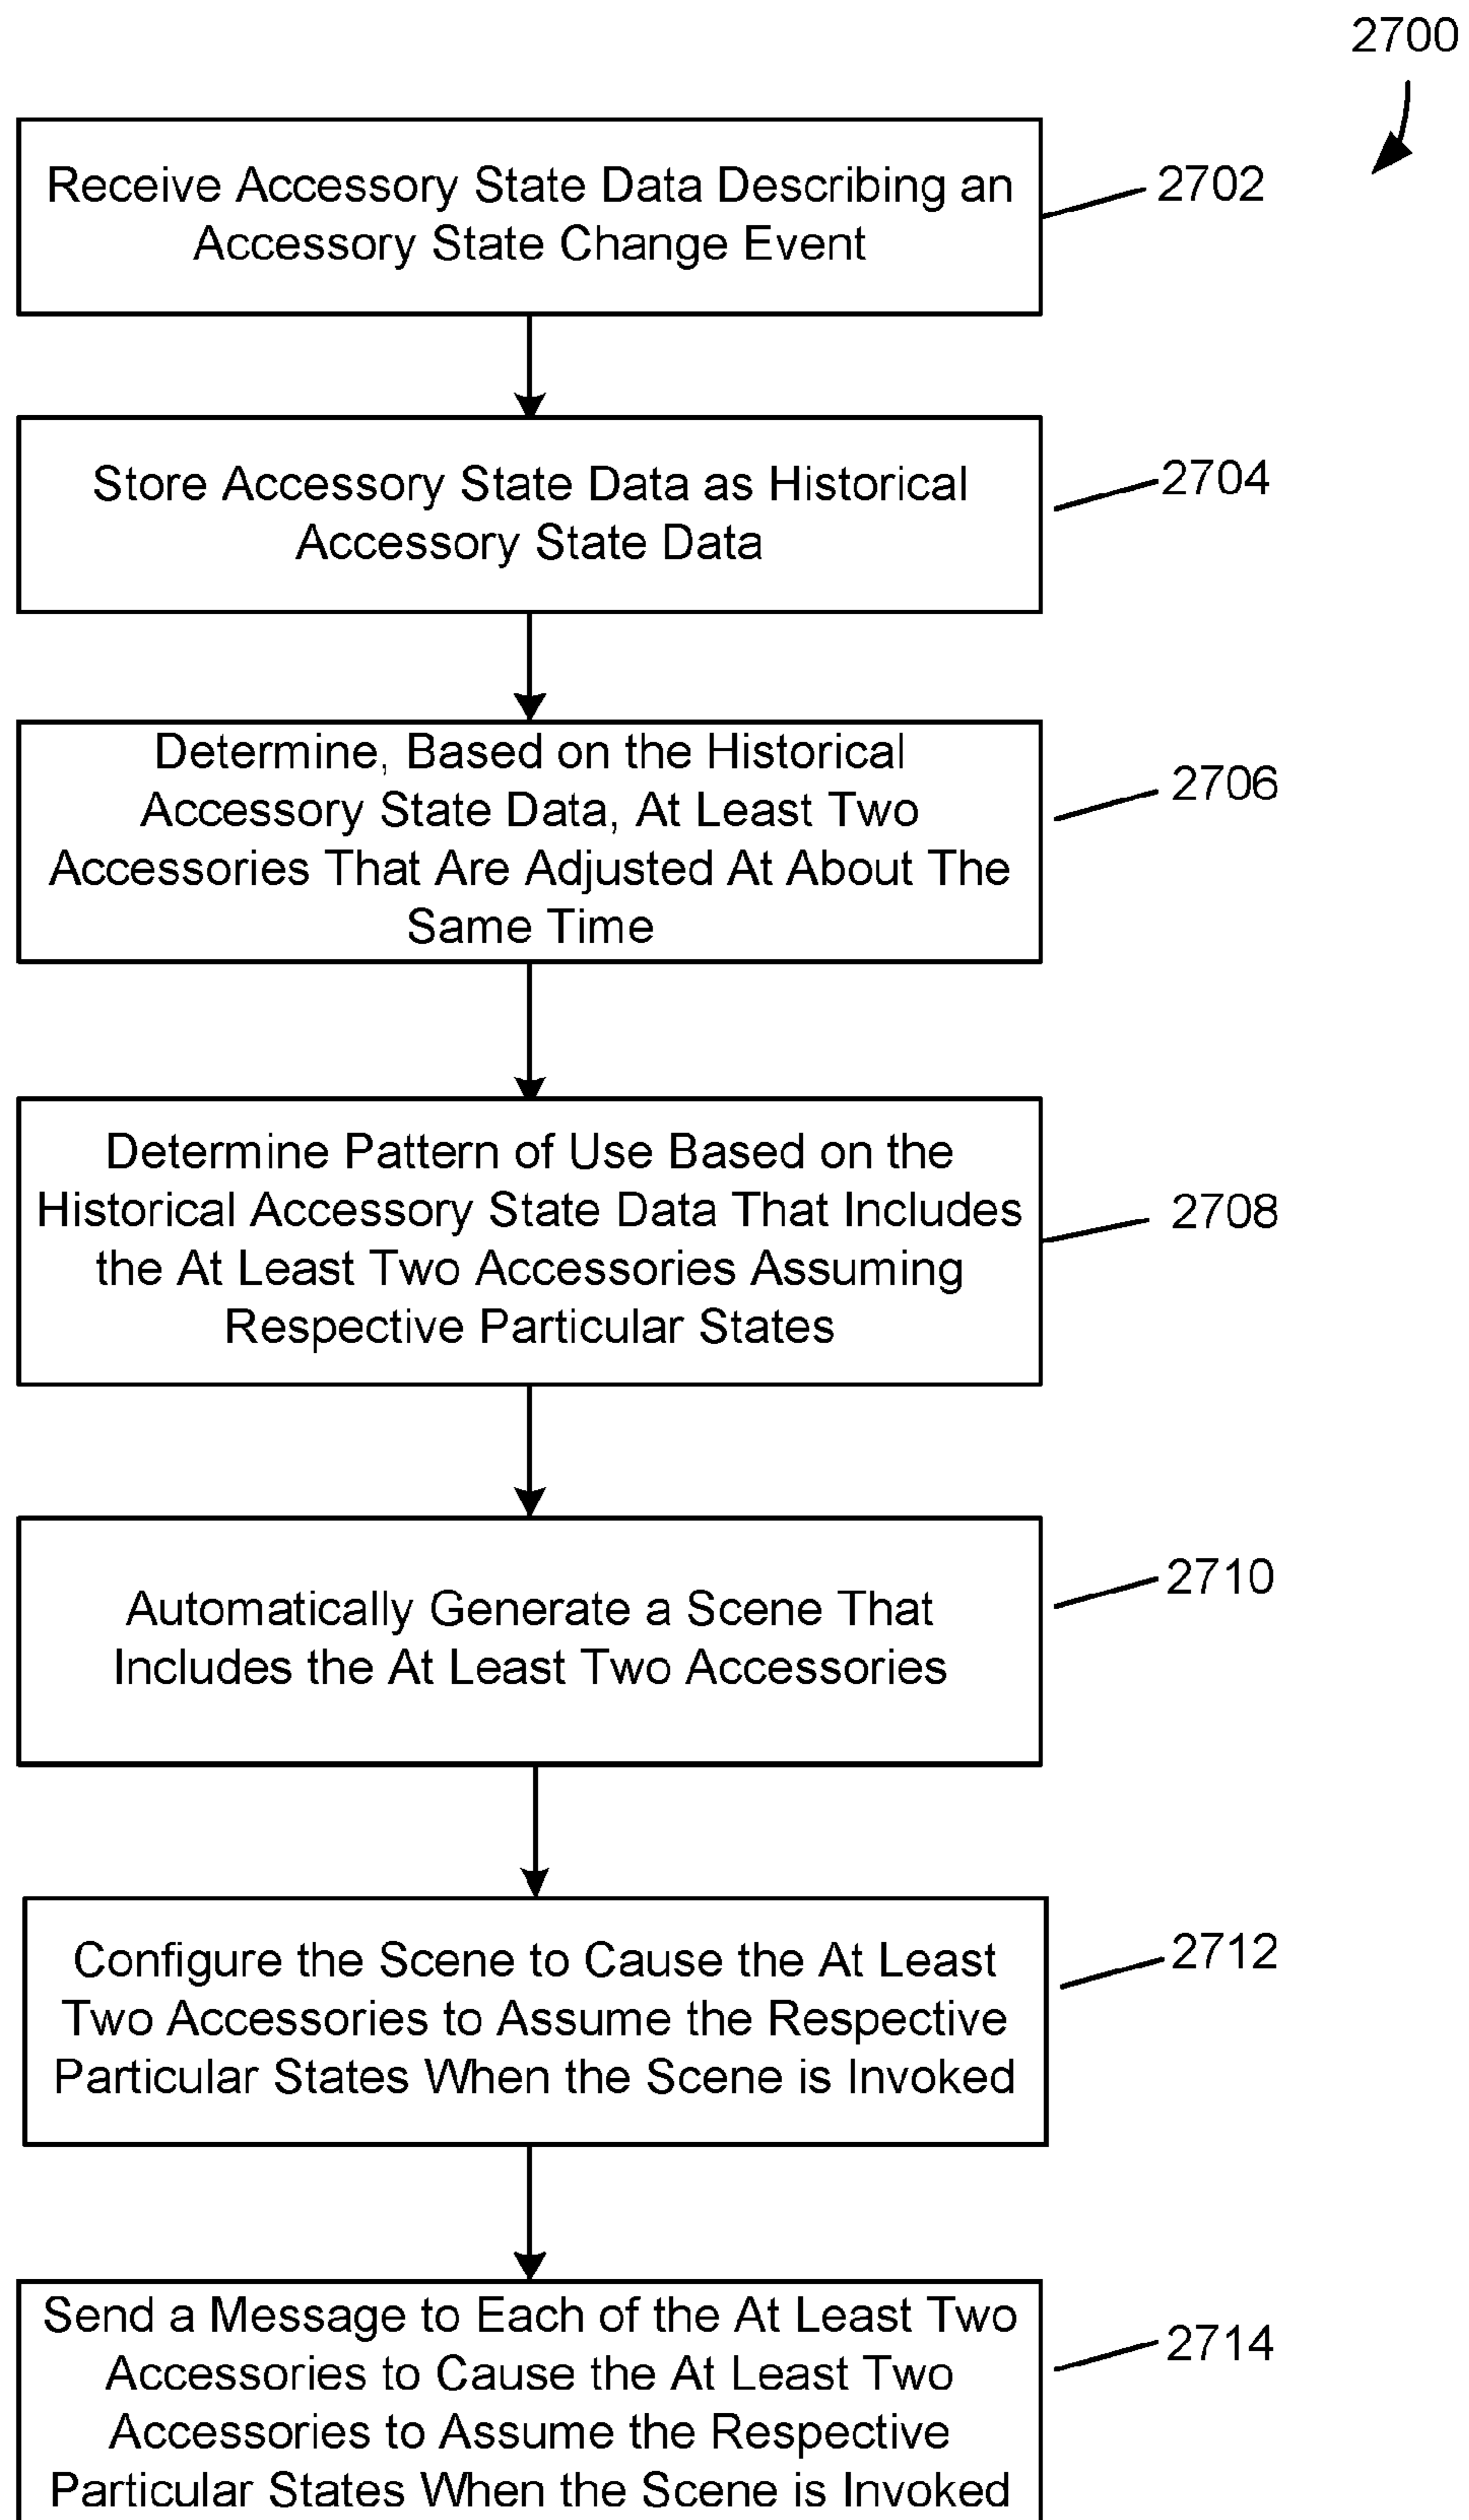 2700
Receive Accessory State Data Describing an
Accessory State Change Event
2702
Store Accessory State Data as Historical
Accessory State Data
2704
Determine, Based on the Historical
Accessory State Data, At Least Two
Accessories That Are Adjusted At About The
Same Time
2706
Determine Pattern of Use Based on the
Historical Accessory State Data That Includes
the At Least Two Accessories Assuming
Respective Particular States
2708
Automatically Generate a Scene That
Includes the At Least Two Accessories
2710
Configure the Scene to Cause the At Least
Two Accessories to Assume the Respective
Particular States When the Scene is Invoked
2712
Send a Message to Each of the At Least Two
Accessories to Cause the At Least Two
Accessories to Assume the Respective
Particular States When the Scene is Invoked
2714